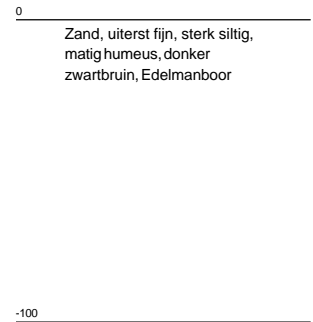 0
Zand, uiterst fijn, sterk siltig,
matig humeus, donker
zwartbruin, Edelmanboor
-100